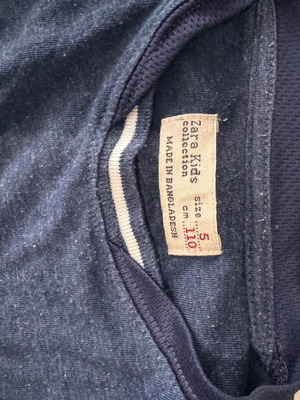 Zara Kids
collection
size......5
cm...110
MADE IN BANGLADESH